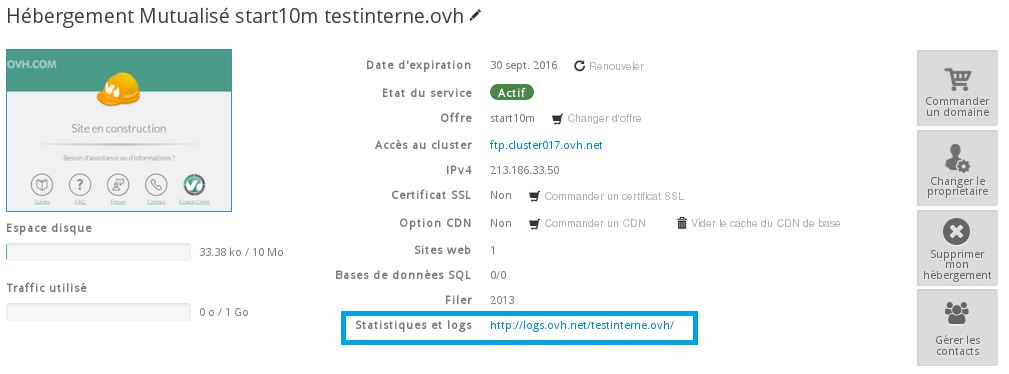 Hébergement Mutualisé start10m testinterne.ovh
OVH.COM
Site en construction
Besoin d'assistance ou d'informations ?
Guides FAQ Forum Contact Espace Client
Espace disque
33.38 ko / 10 Mo
Traffic utilisé
0 o / 1 Go
Date d'expiration 30 sept. 2016 Renouveler
Etat du service Actif
Offre start10m Changer d'offre
Accès au cluster ftp.cluster017.ovh.net
IPv4 213.186.33.50
Certificat SSL Non Commander un certificat SSL
Option CDN Non Commander un CDN Vider le cache du CDN de base
Sites web 1
Bases de données SQL 0/0
Filer 2013
Statistiques et logs http://logs.ovh.net/testinterne.ovh/
Commander
un domaine
Changer le
propriétaire
Supprimer
mon
hébergement
Gérer les
contacts